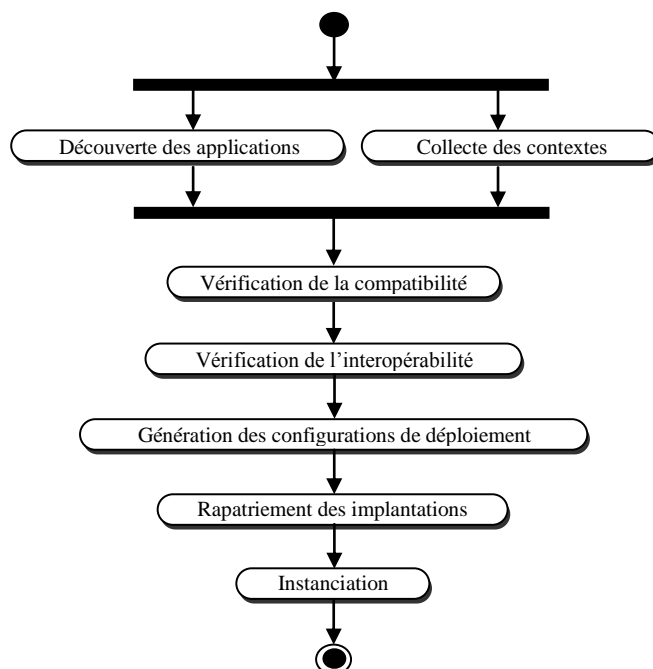 Découverte des applications
Collecte des contextes
Vérification de la compatibilité
Vérification de l’interopérabilité
Génération des configurations de déploiement
Rapatriement des implantations
Instanciation